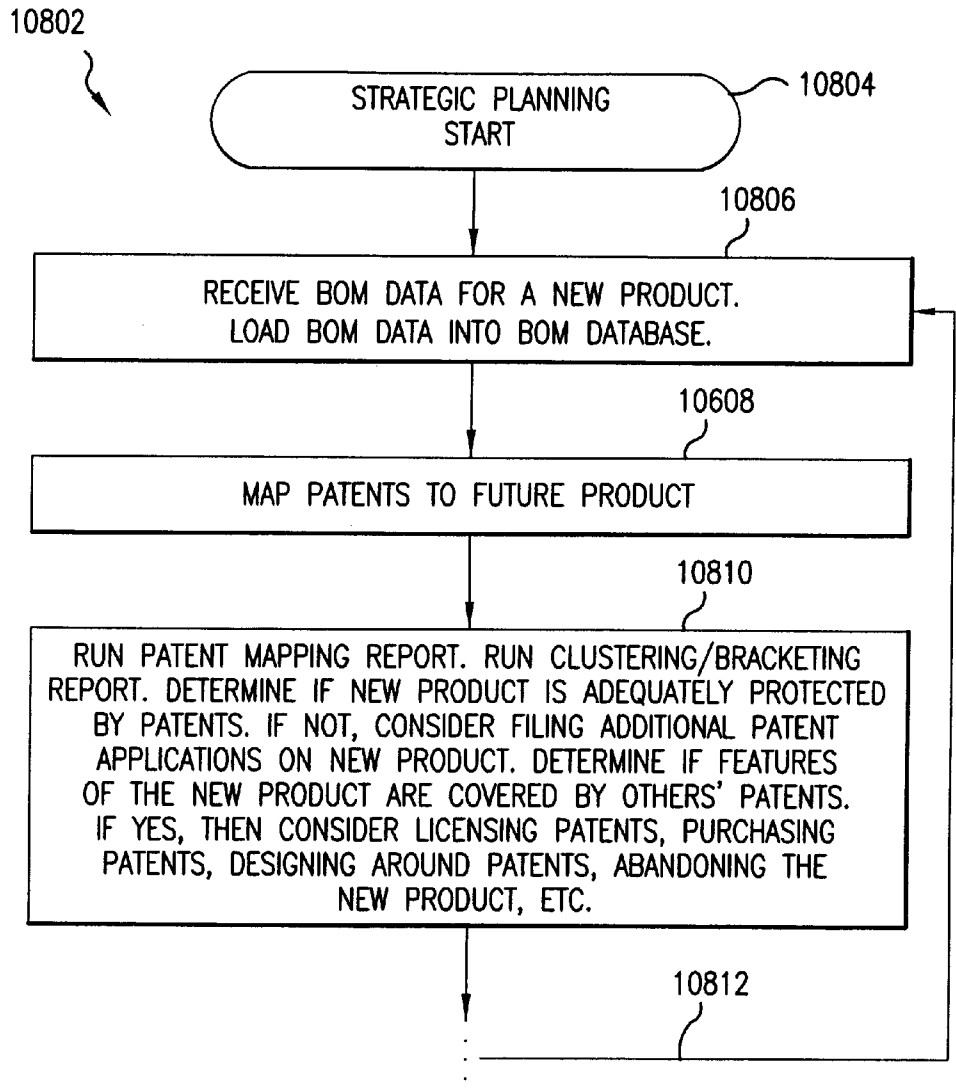 10802
STRATEGIC PLANNING
START
10804
10806
RECEIVE BOM DATA FOR A NEW PRODUCT.
LOAD BOM DATA INTO BOM DATABASE.
10608
MAP PATENTS TO FUTURE PRODUCT
10810
RUN PATENT MAPPING REPORT. RUN CLUSTERING/BRACKETING
REPORT. DETERMINE IF NEW PRODUCT IS ADEQUATELY PROTECTED
BY PATENTS. IF NOT, CONSIDER FILING ADDITIONAL PATENT
APPLICATIONS ON NEW PRODUCT. DETERMINE IF FEATURES
OF THE NEW PRODUCT ARE COVERED BY OTHERS' PATENTS.
IF YES, THEN CONSIDER LICENSING PATENTS, PURCHASING
PATENTS, DESIGNING AROUND PATENTS, ABANDONING THE
NEW PRODUCT, ETC.
10812